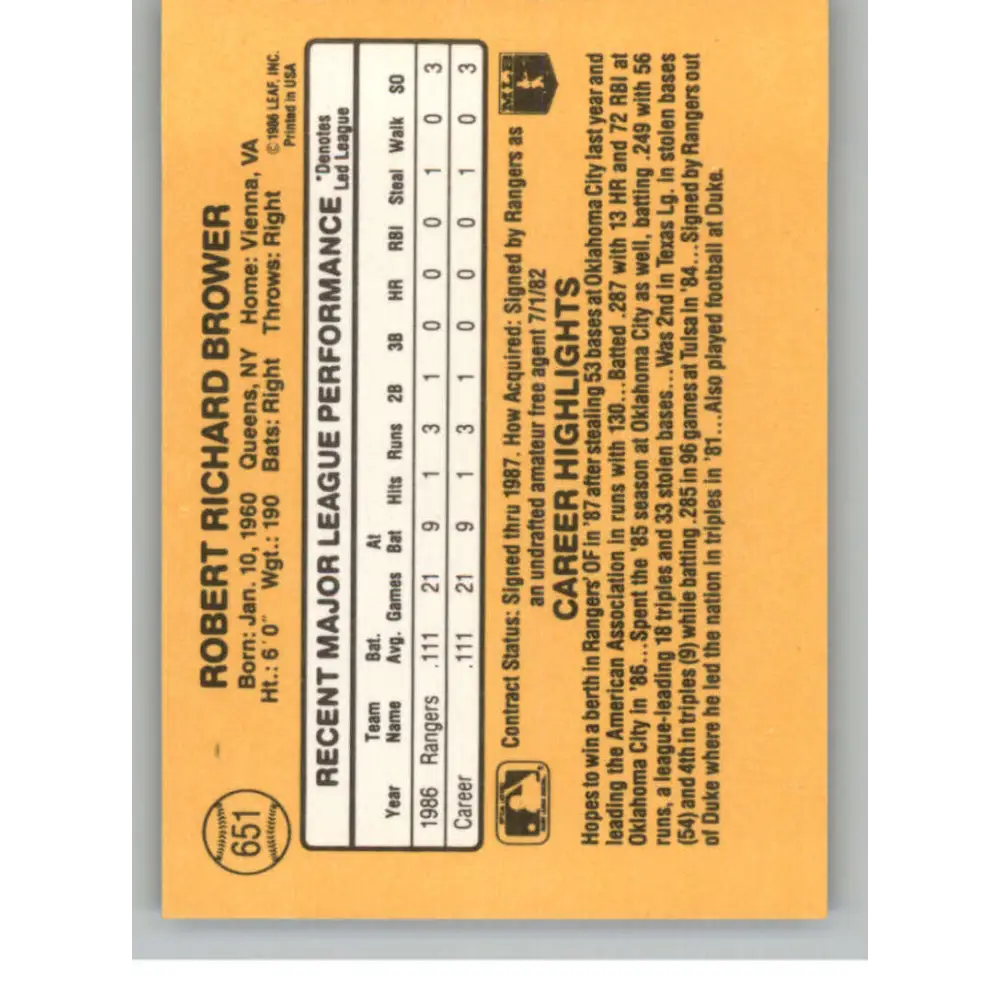 651
ROBERT RICHARD BROWER
Born: Jan. 10, 1960 Queens, NY Home: Vienna, VA
Ht.: 6' 0" Wgt.: 190 Bats: Right Throws: Right
© 1986 LEAF, INC.
Printed in USA
RECENT MAJOR LEAGUE PERFORMANCE *Denotes Led League
Year Team Name Bat. Avg. Games At Bat Hits Runs 2B 3B HR RBI Steal Walk SO
1986 Rangers .111 21 9 1 3 1 0 0 0 1 0 3
Career .111 21 9 1 3 1 0 0 0 1 0 3
Contract Status: Signed thru 1987. How Acquired: Signed by Rangers as
an undrafted amateur free agent 7/1/82
MLB
CAREER HIGHLIGHTS
Hopes to win a berth in Rangers' OF in '87 after stealing 53 bases at Oklahoma City last year and
leading the American Association in runs with 130...Batted .287 with 13 HR and 72 RBI at
Oklahoma City in '86...Spent the '85 season at Oklahoma City as well, batting .249 with 56
runs, a league-leading 18 triples and 33 stolen bases...Was 2nd in Texas Lg. in stolen bases
(54) and 4th in triples (9) while batting .285 in 96 games at Tulsa in '84...Signed by Rangers out
of Duke where he led the nation in triples in '81...Also played football at Duke.